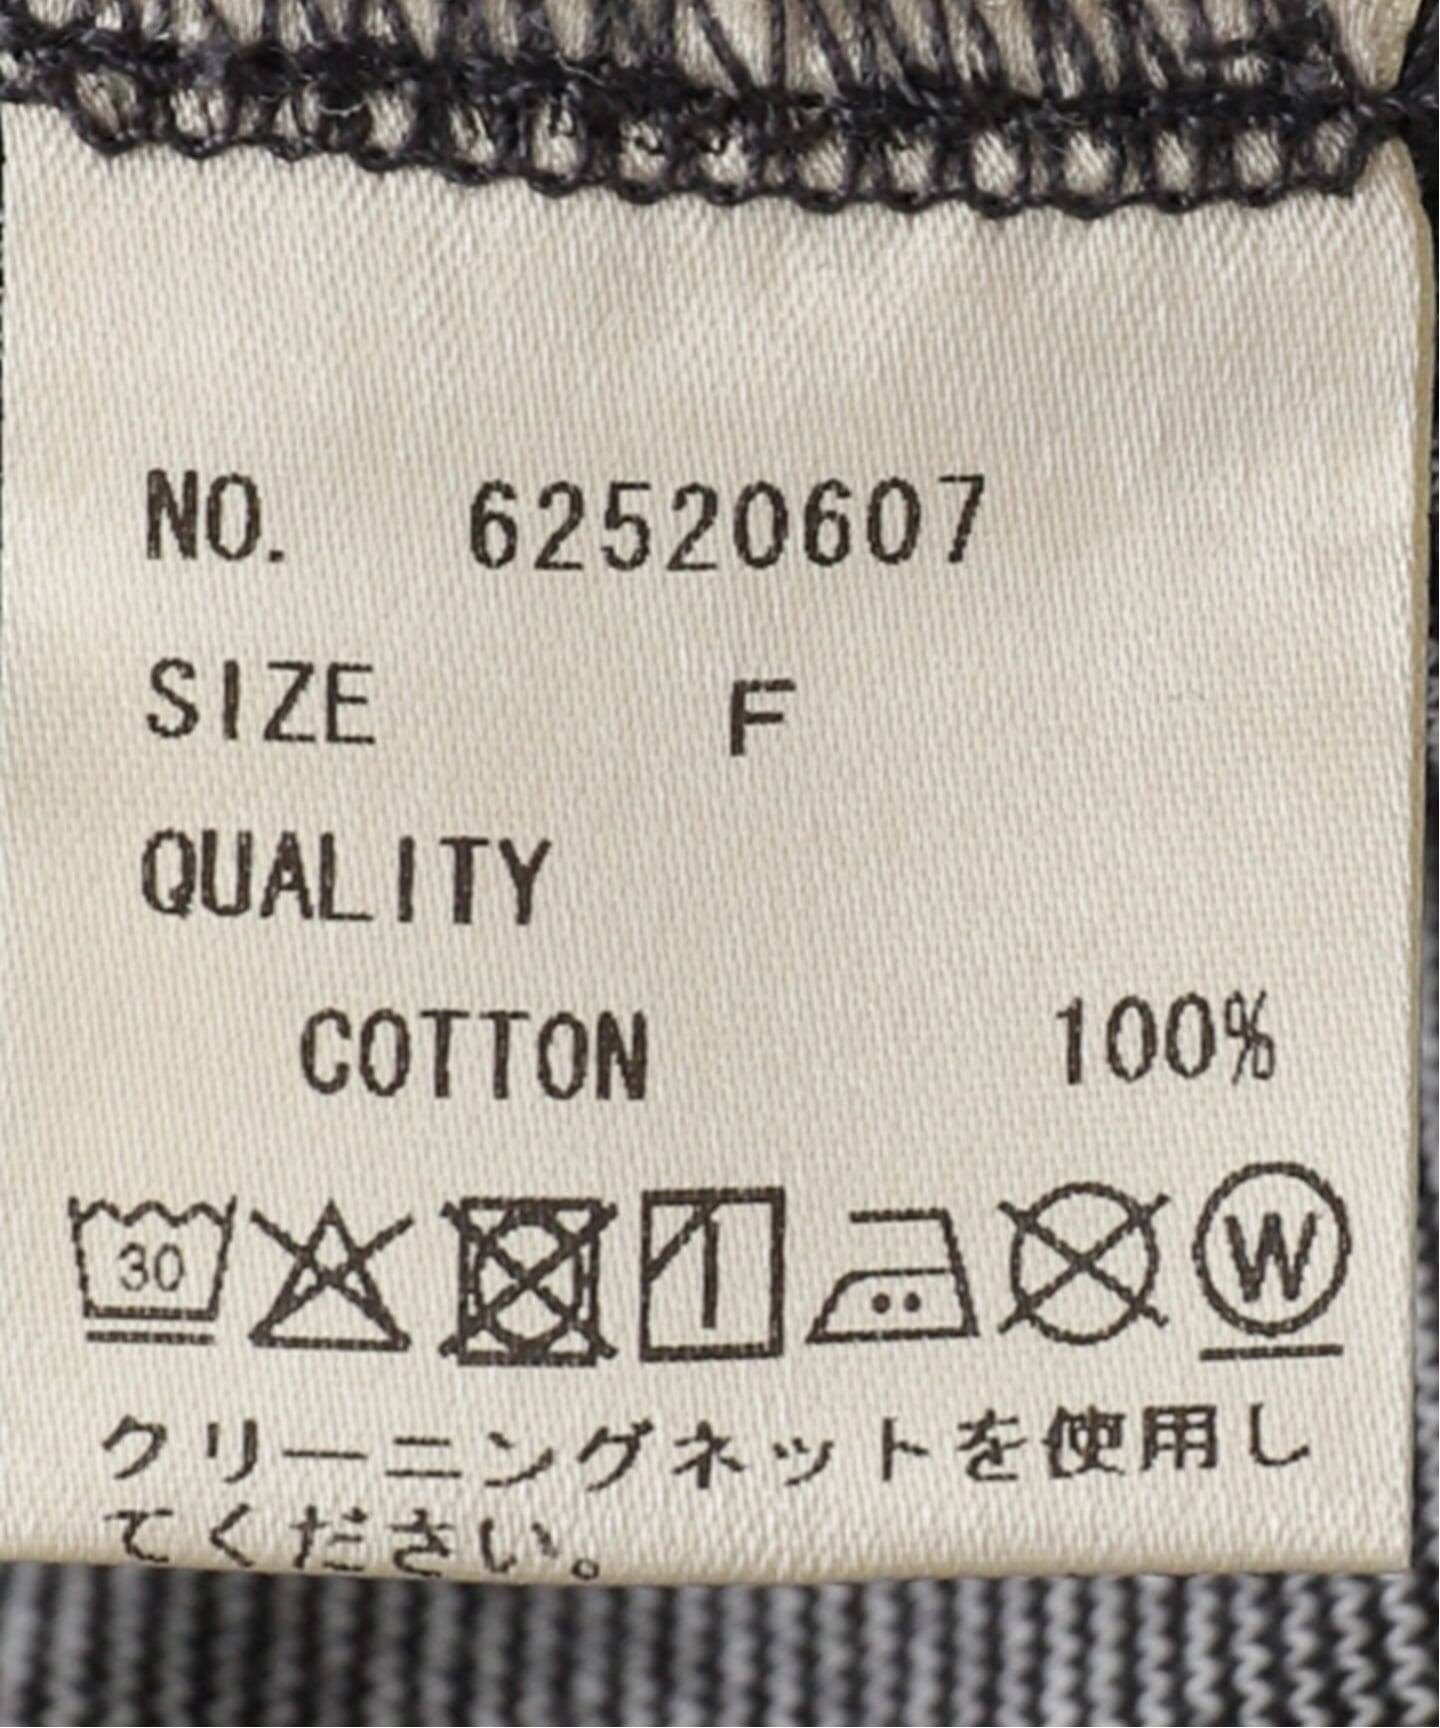 NO. 62520607
SIZE F
QUALITY
COTTON 100%
30 W
クリーニングネットを使用し
てください。